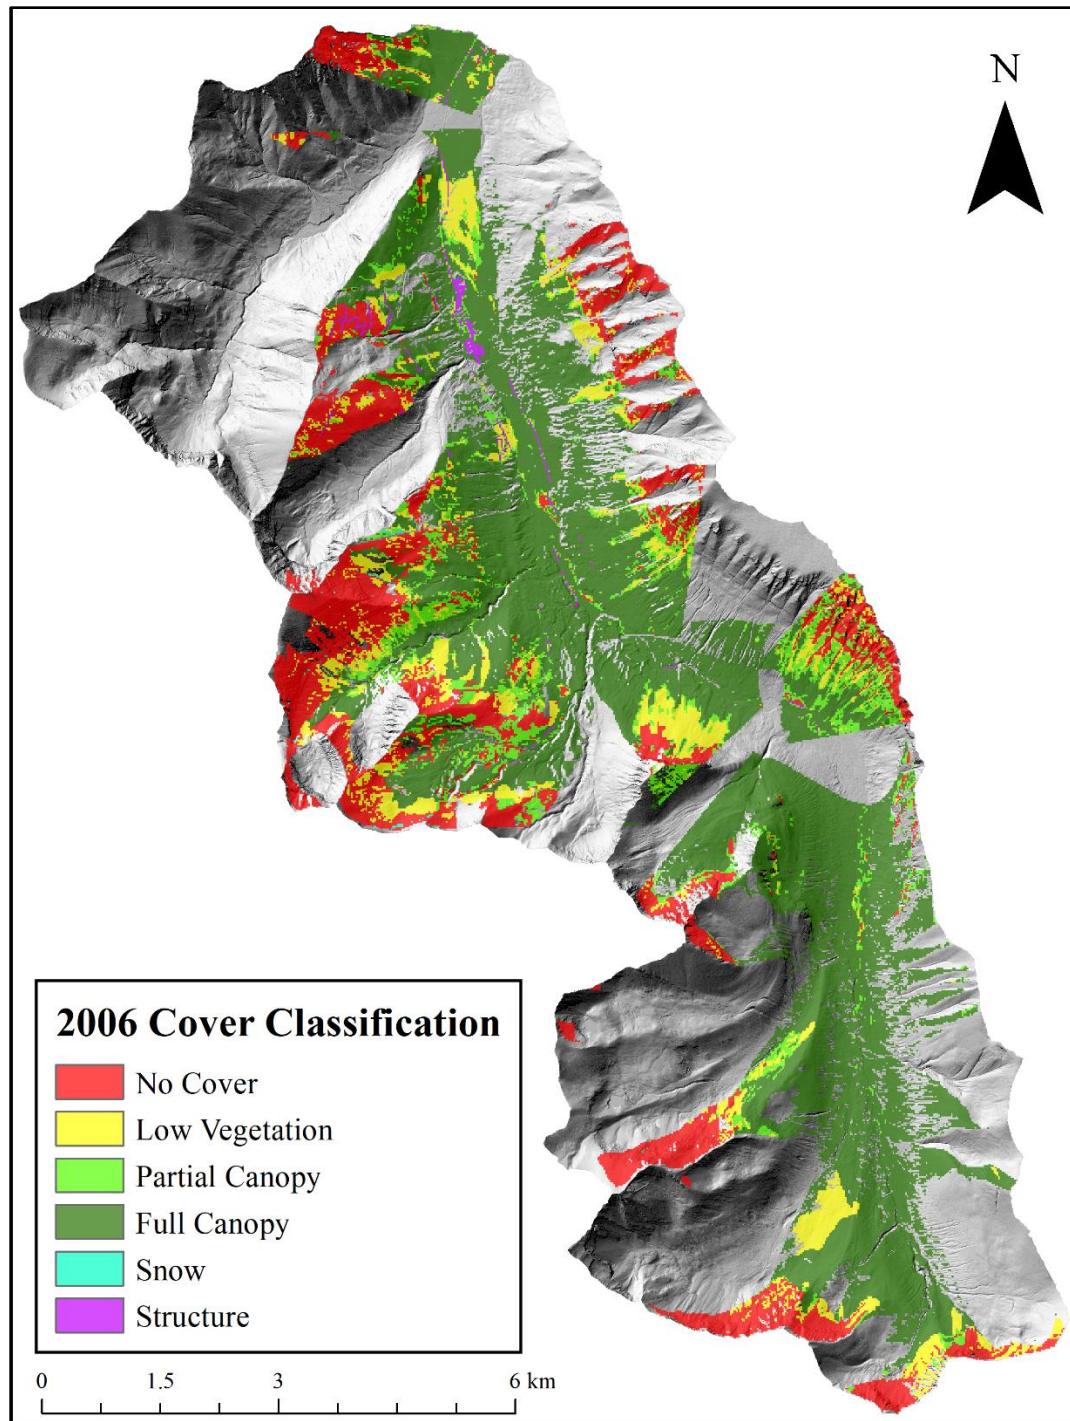 N
2006 Cover Classification
No Cover
Low Vegetation
Partial Canopy
Full Canopy
Snow
Structure
0 1.5 3 6 km